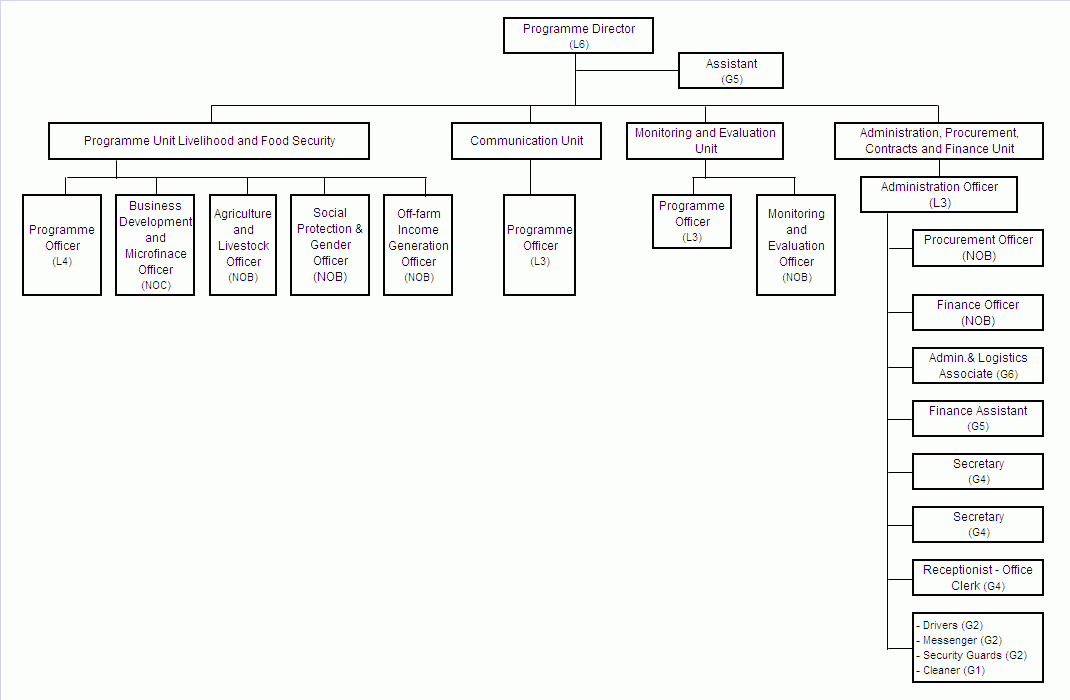 Programme Director
(L6)
Assistant
(G5)
Programme Unit Livelihood and Food Security
Communication Unit
Monitoring and Evaluation
Unit
Administration, Procurement,
Contracts and Finance Unit
Programme
Officer
(L4)
Business
Development
and
Microfinace
Officer
(NOC)
Agriculture
and
Livestock
Officer
(NOB)
Social
Protection &
Gender
Officer
(NOB)
Off-farm
Income
Generation
Officer
(NOB)
Programme
Officer
(L3)
Programme
Officer
(L3)
Monitoring
and
Evaluation
Officer
(NOB)
Administration Officer
(L3)
Procurement Officer
(NOB)
Finance Officer
(NOB)
Admin.& Logistics
Associate (G6)
Finance Assistant
(G5)
Secretary
(G4)
Secretary
(G4)
Receptionist - Office
Clerk (G4)
- Drivers (G2)
- Messenger (G2)
- Security Guards (G2)
- Cleaner (G1)